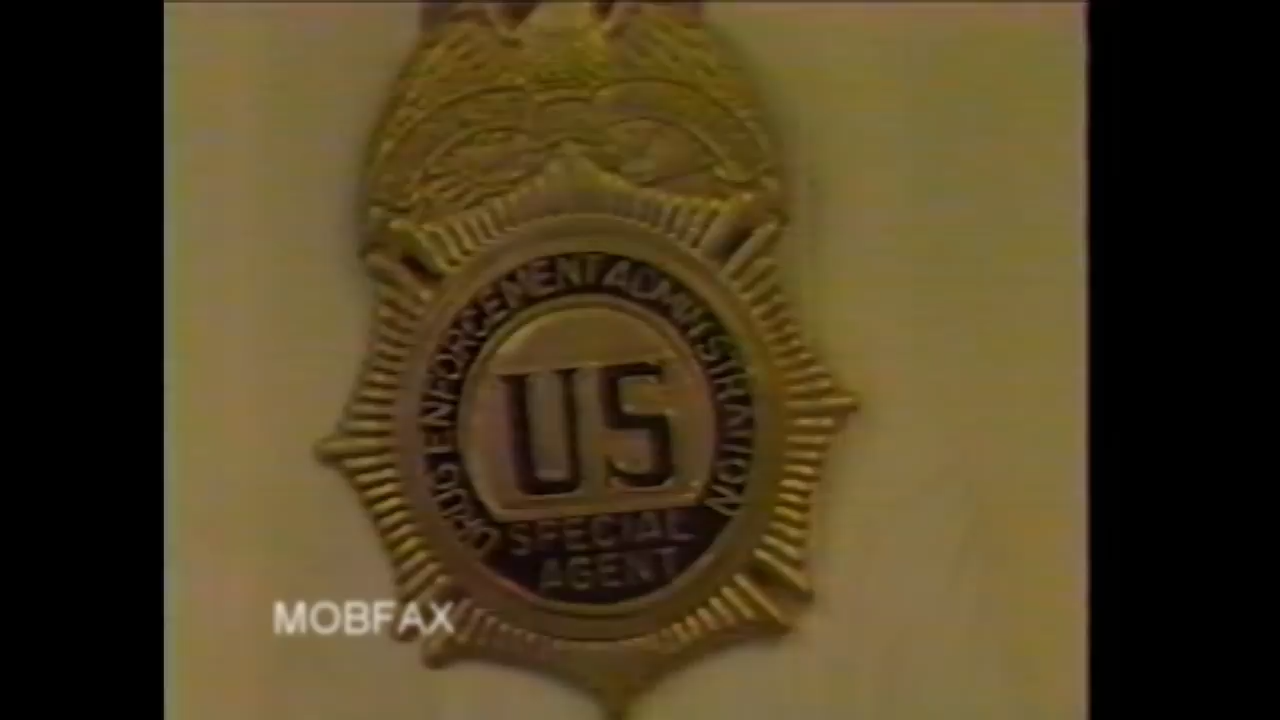 DRUG ENFORCEMENT ADMINISTRATION
US
SPECIAL
AGENT
MOBFAX